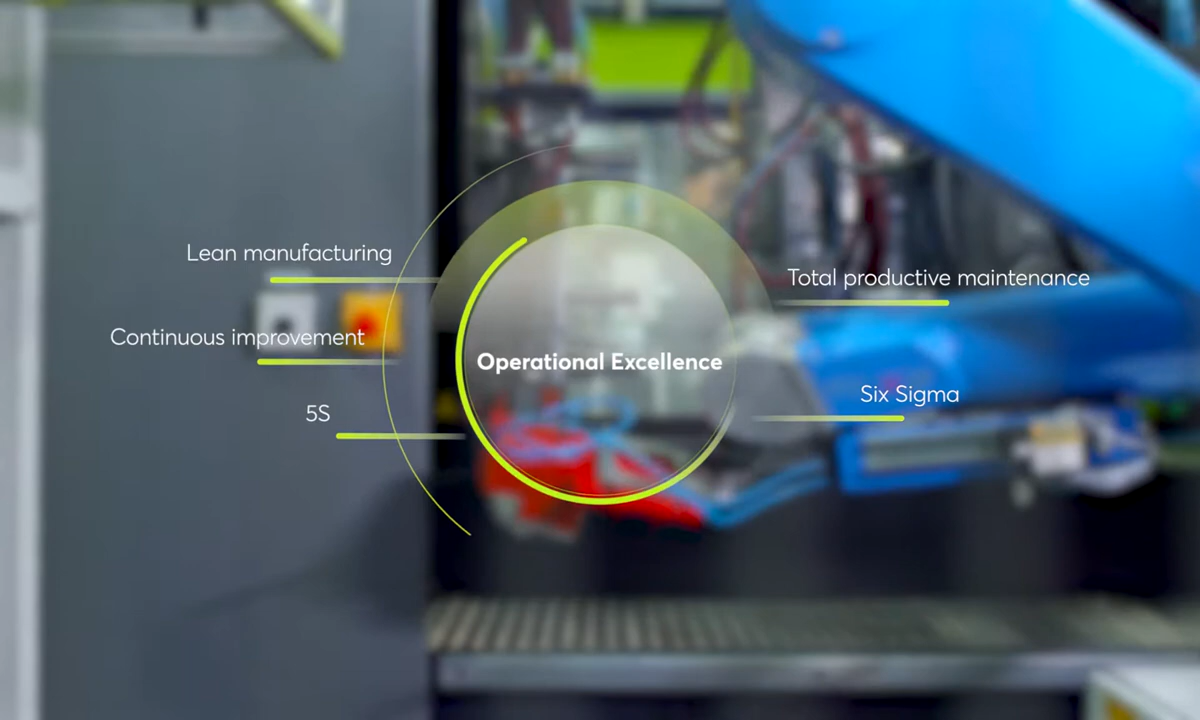 Lean manufacturing
Continuous improvement
5S
Operational Excellence
Total productive maintenance
Six Sigma